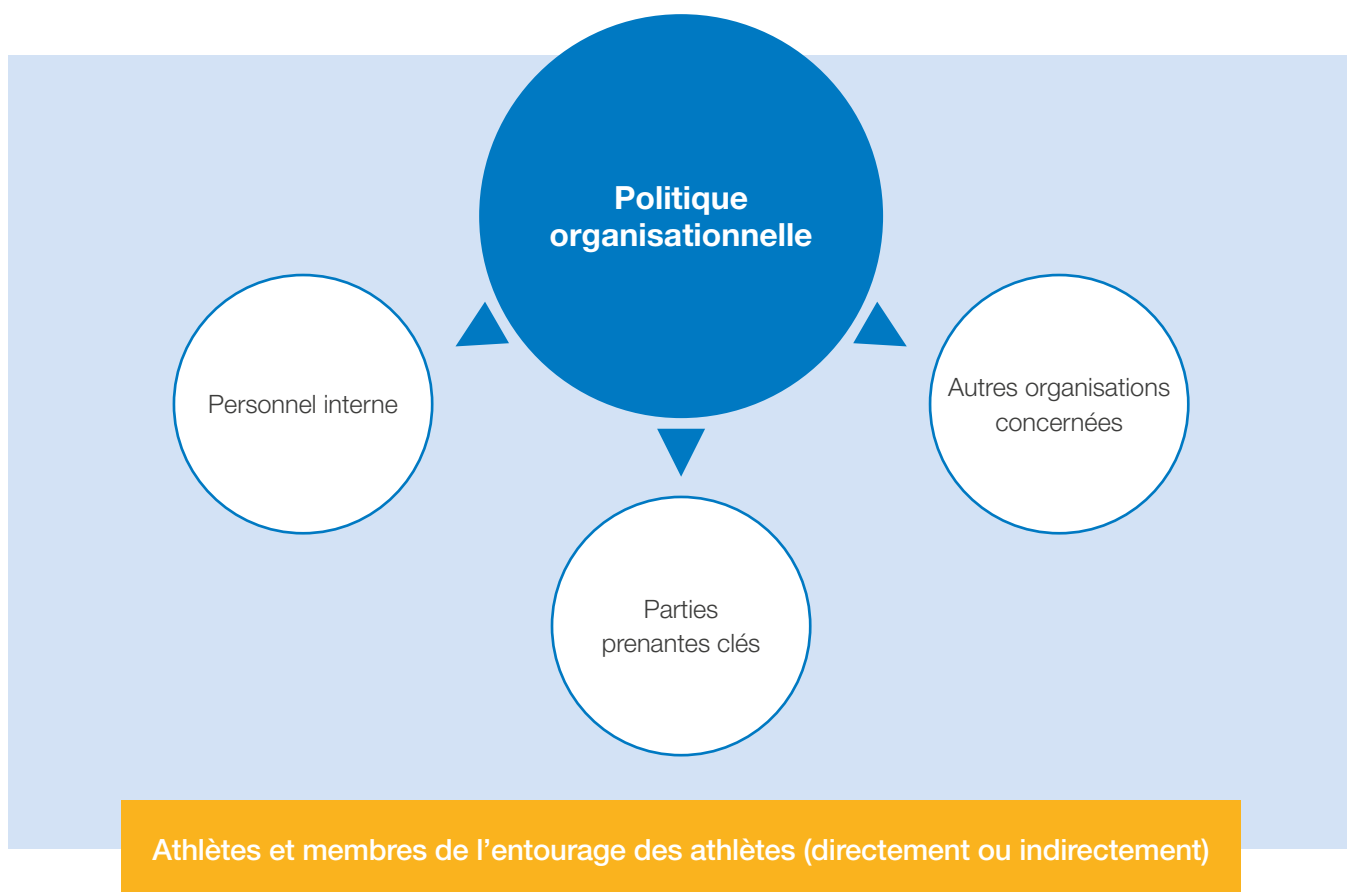 Politique
organisationnelle
Personnel interne
Autres organisations
concernées
Parties
prenantes clés
Athlètes et membres de l’entourage des athlètes (directement ou indirectement)